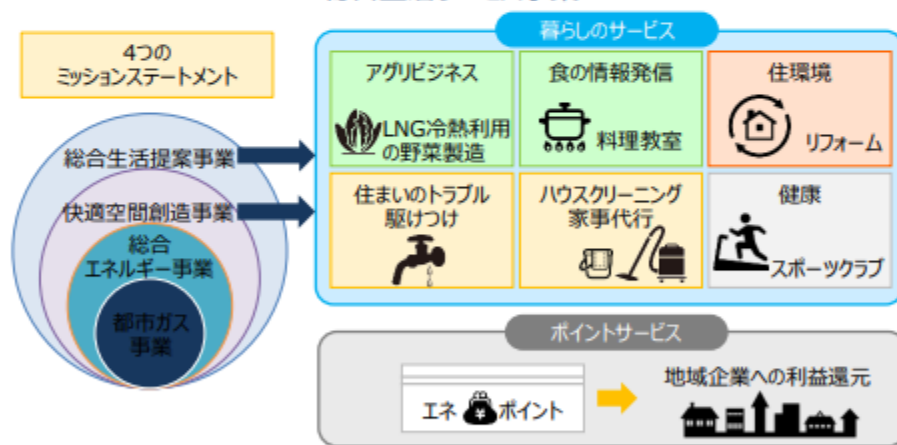 暮らしのサービス
4つの
ミッションステートメント
総合生活提案事業
快適空間創造事業
総合
エネルギー事業
都市ガス
事業
アグリビジネス
LNG冷熱利用
の野菜製造
食の情報発信
料理教室
住環境
リフォーム
住まいのトラブル
駆けつけ
ハウスクリーニング
家事代行
健康
スポーツクラブ
ポイントサービス
エネ
¥
ポイント
地域企業への利益還元